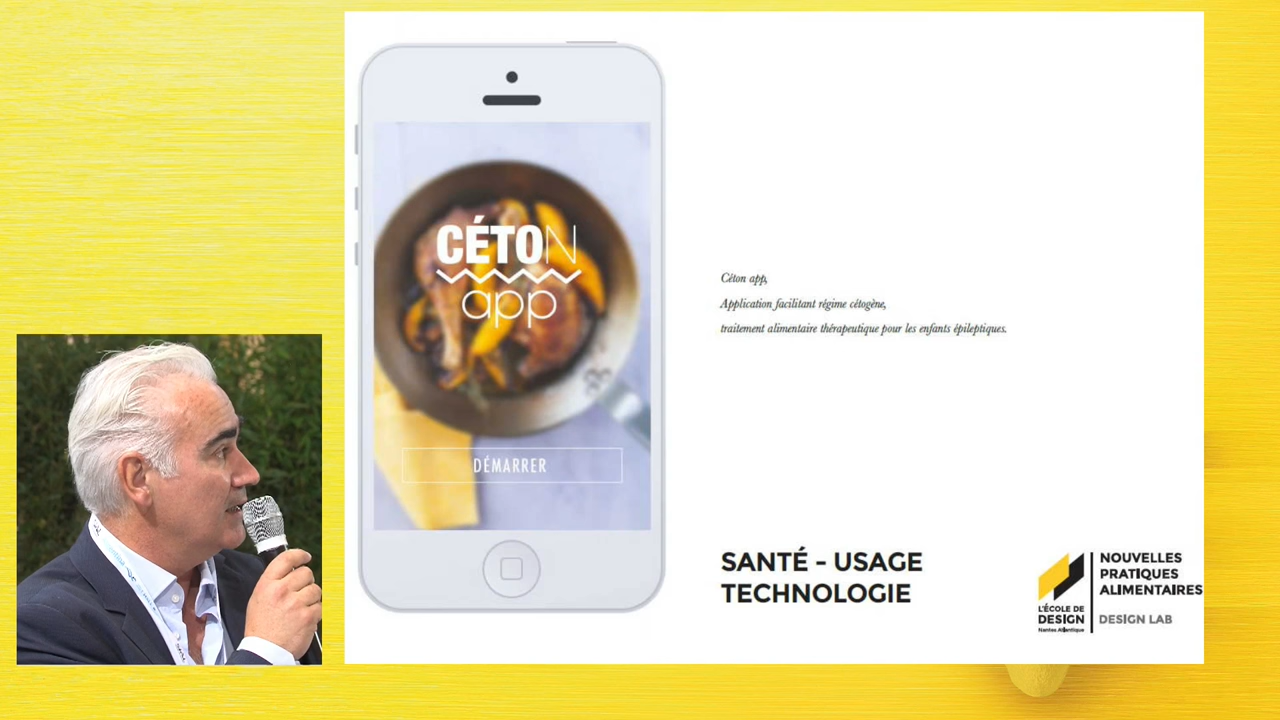 CÉTON
app
DÉMARRER
Céton app,
Application facilitant régime cétogène,
traitement alimentaire thérapeutique pour les enfants épileptiques.
SANTÉ - USAGE
TECHNOLOGIE
L'ÉCOLE DE
DESIGN
Nantes Atlantique
NOUVELLES
PRATIQUES
ALIMENTAIRES
DESIGN LAB